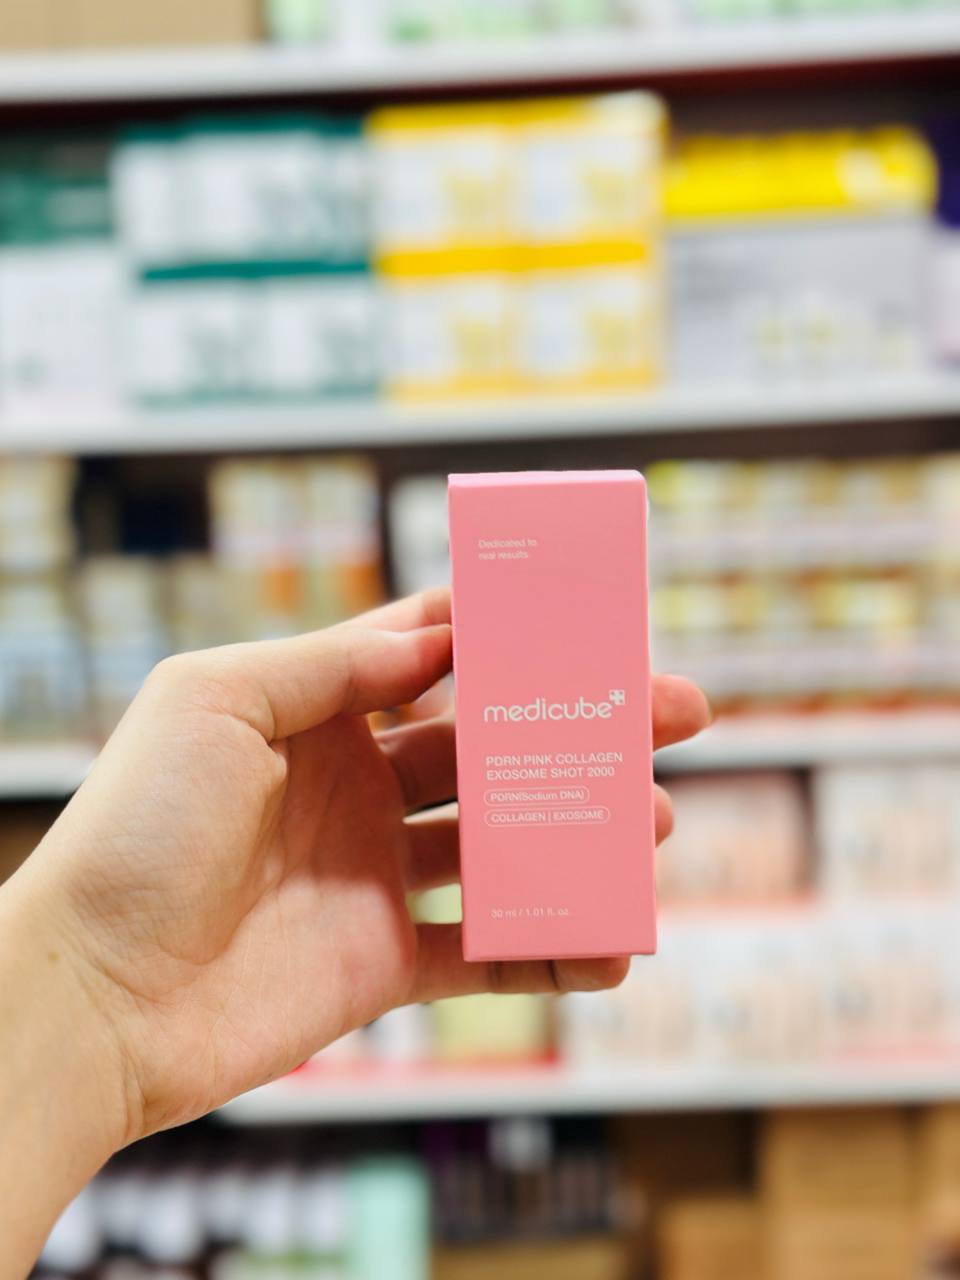 Dedicated to
real results.
medicube
PDRN PINK COLLAGEN
EXOSOME SHOT 2000
PDRN(Sodium DNA)
COLLAGEN | EXOSOME
30 ml / 1.01 fl. oz.